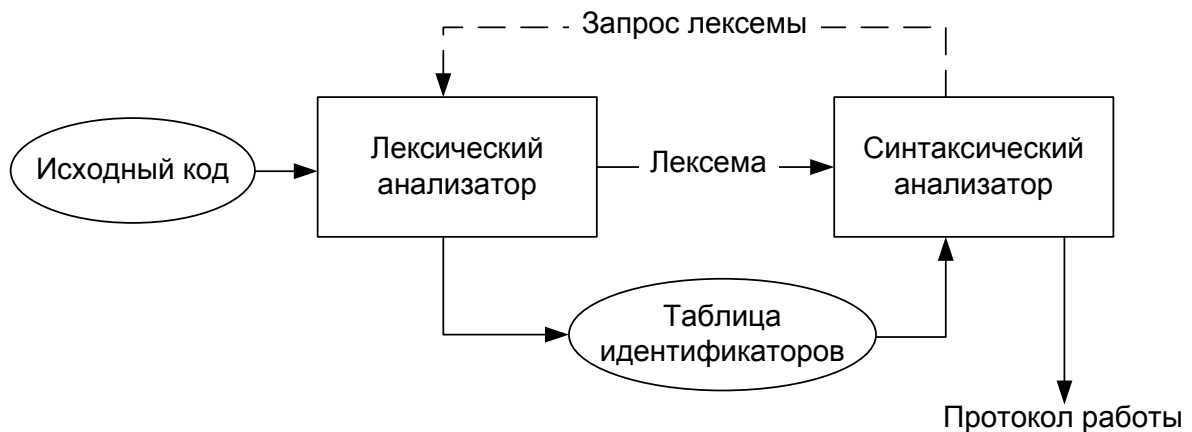 Запрос лексемы
Исходный код
Лексический
анализатор
Лексема
Синтаксический
анализатор
Таблица
идентификаторов
Протокол работы